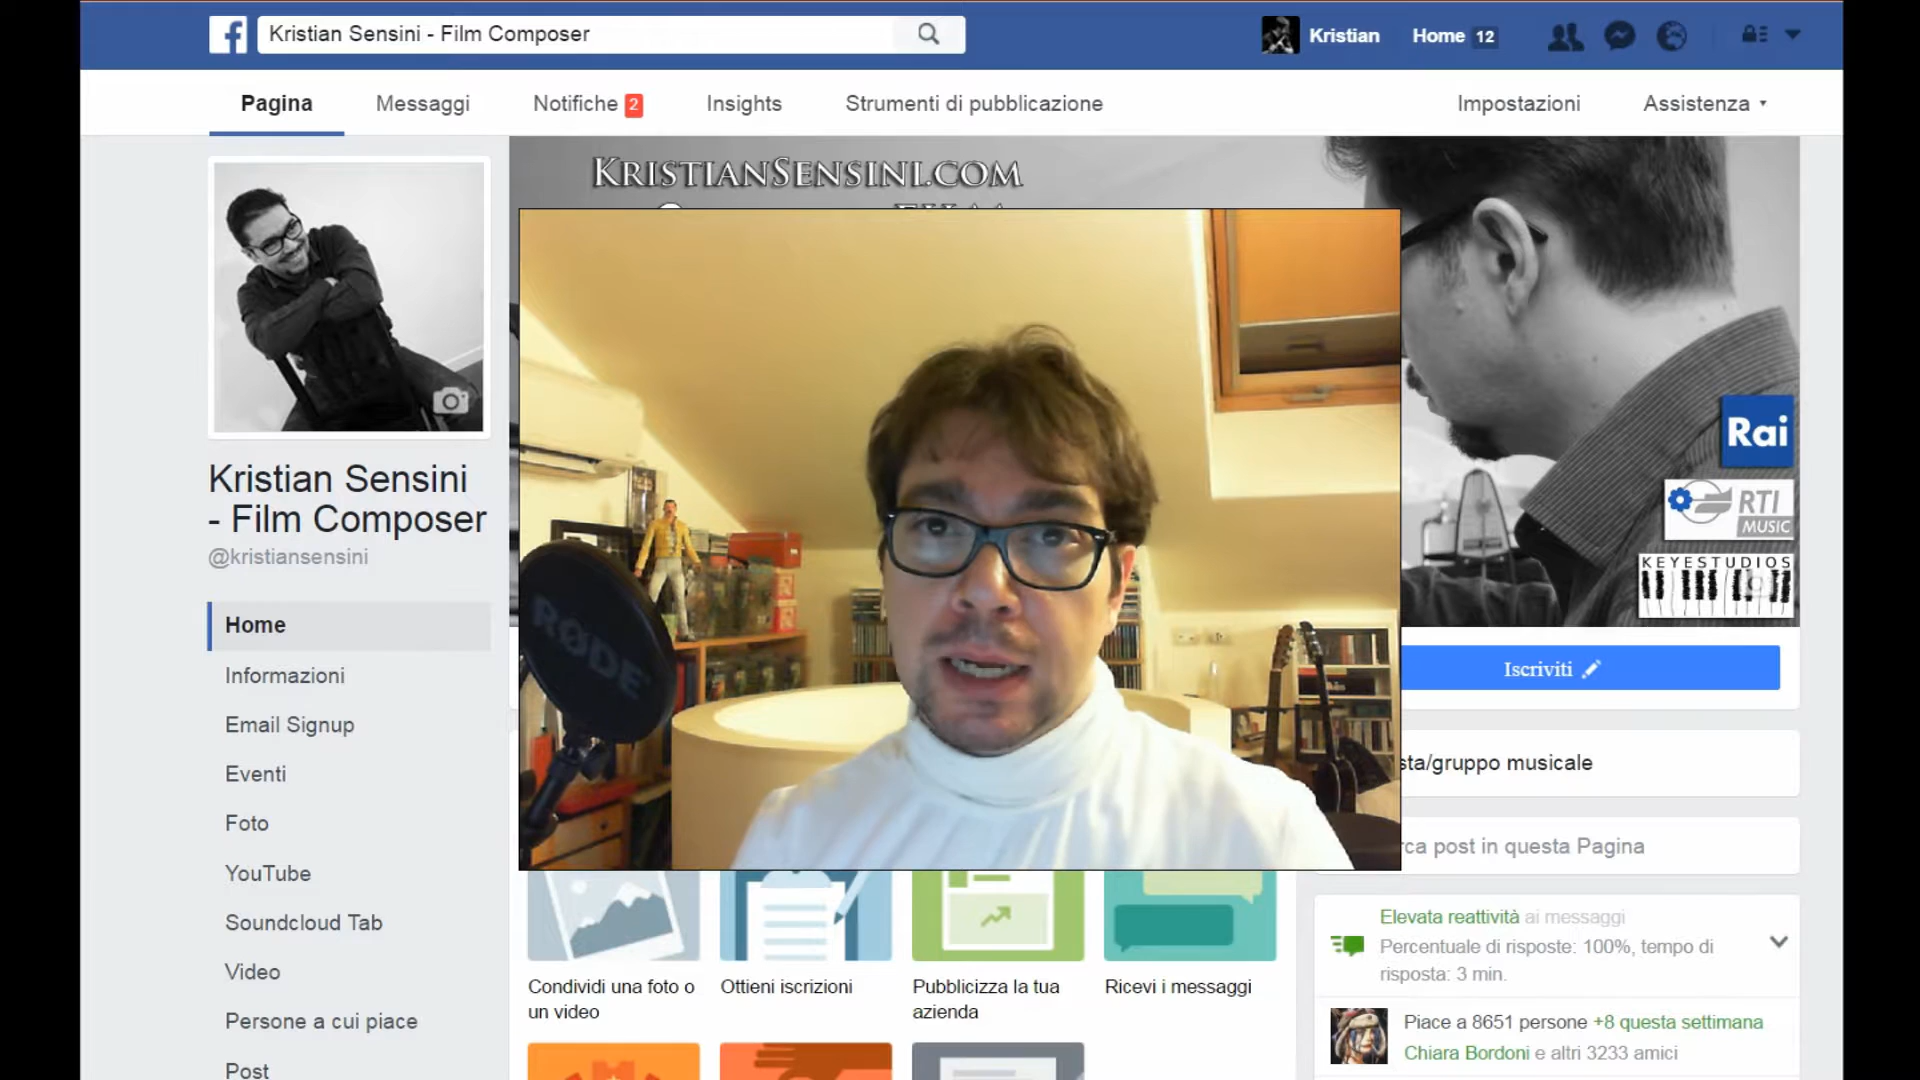 Kristian Sensini - Film Composer
Kristian
Home 12
Pagina
Messaggi
Notifiche 2
Insights
Strumenti di pubblicazione
Impostazioni
Assistenza
KRISTIANSENSINI.COM
Rai
RTI
MUSIC
KEYESTUDIOS
Kristian Sensini
- Film Composer
@kristiansensini
RØDE
Home
Informazioni
Email Signup
Eventi
Foto
YouTube
Soundcloud Tab
Video
Persone a cui piace
Post
Iscriviti
sta/gruppo musicale
rca post in questa Pagina
Condividi una foto o
un video
Ottieni iscrizioni
Pubblicizza la tua
azienda
Ricevi i messaggi
Elevata reattività ai messaggi
Percentuale di risposte: 100%, tempo di
risposta: 3 min.
Piace a 8651 persone +8 questa settimana
Chiara Bordoni e altri 3233 amici